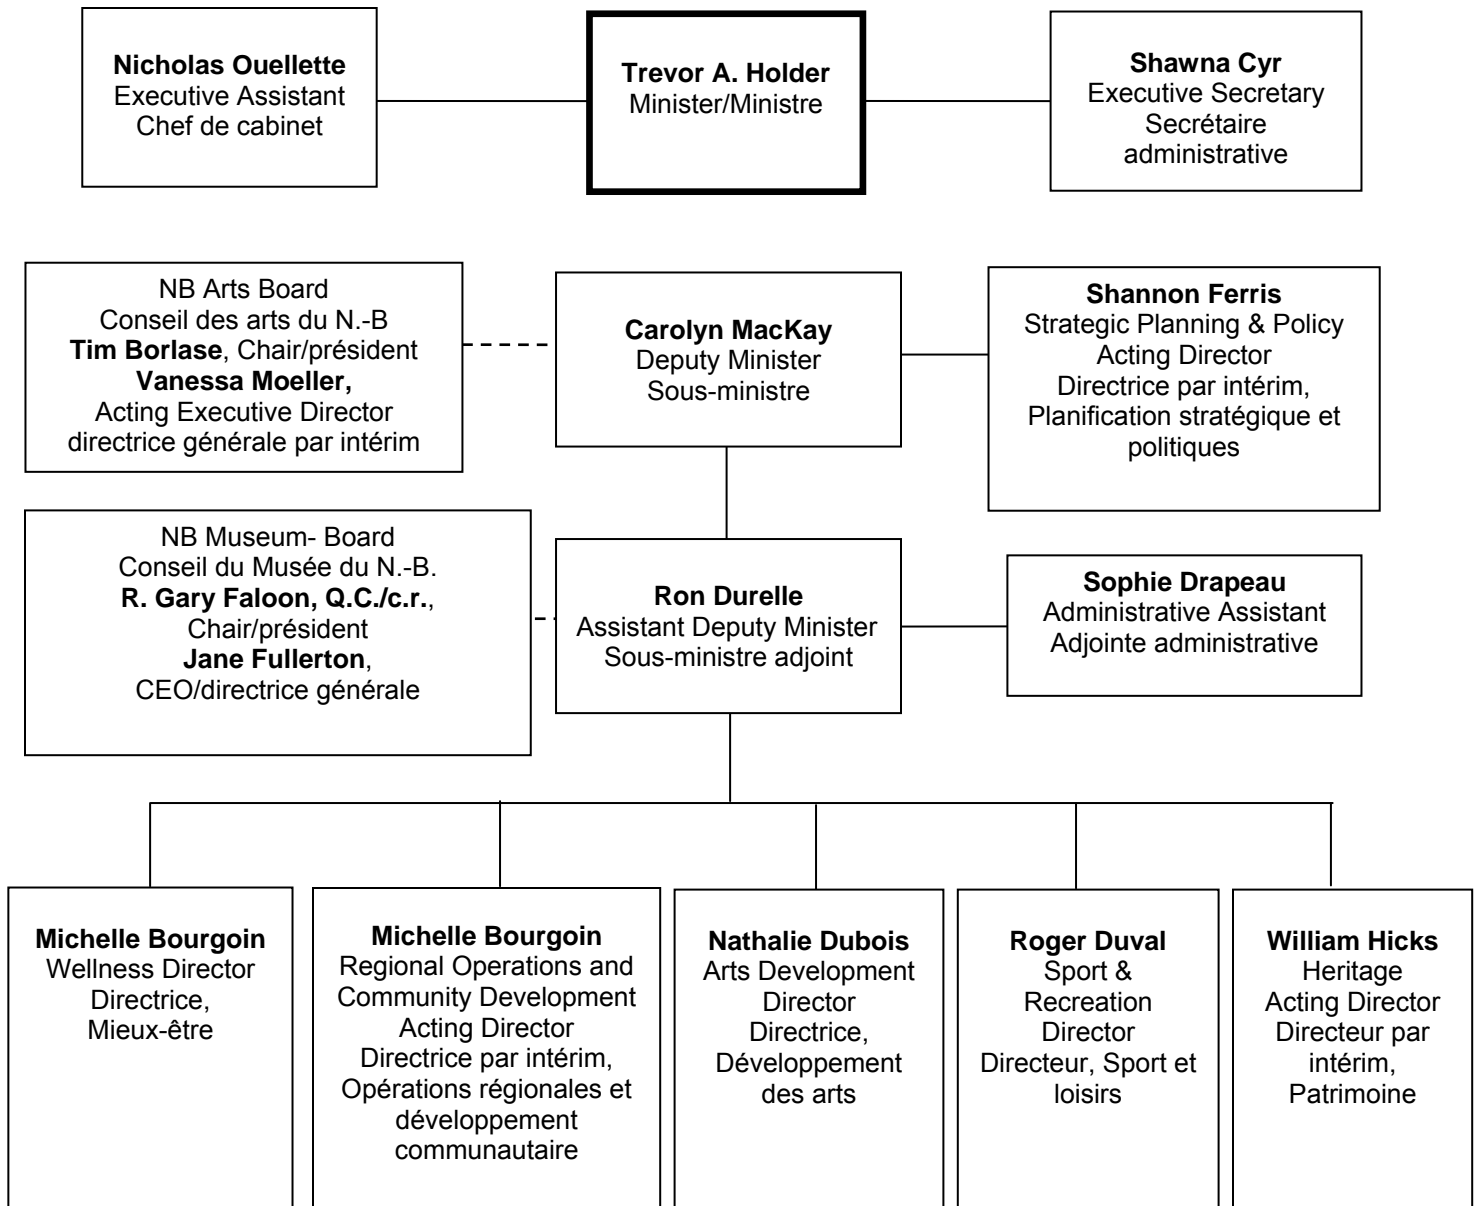 Nicholas Ouellette
Executive Assistant
Chef de cabinet
Trevor A. Holder
Minister/Ministre
Shawna Cyr
Executive Secretary
Secrétaire
administrative
NB Arts Board
Conseil des arts du N.-B
Tim Borlase, Chair/président
Vanessa Moeller,
Acting Executive Director
directrice générale par intérim
Carolyn MacKay
Deputy Minister
Sous-ministre
Shannon Ferris
Strategic Planning & Policy
Acting Director
Directrice par intérim,
Planification stratégique et
politiques
NB Museum- Board
Conseil du Musée du N.-B.
R. Gary Faloon, Q.C./c.r.,
Chair/président
Jane Fullerton,
CEO/directrice générale
Ron Durelle
Assistant Deputy Minister
Sous-ministre adjoint
Sophie Drapeau
Administrative Assistant
Adjointe administrative
Michelle Bourgoin
Wellness Director
Directrice,
Mieux-être
Michelle Bourgoin
Regional Operations and
Community Development
Acting Director
Directrice par intérim,
Opérations régionales et
développement
communautaire
Nathalie Dubois
Arts Development
Director
Directrice,
Développement
des arts
Roger Duval
Sport &
Recreation
Director
Directeur, Sport et
loisirs
William Hicks
Heritage
Acting Director
Directeur par
intérim,
Patrimoine